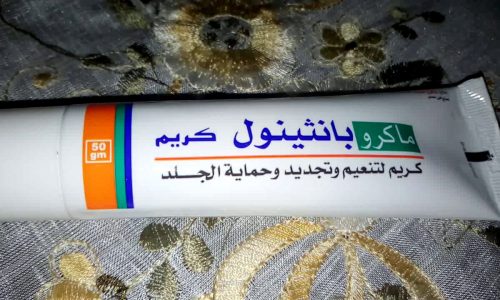 ماكرو بانثينول كريم
كريم لتنعيم وتجديد وحماية الجلد
50
gm